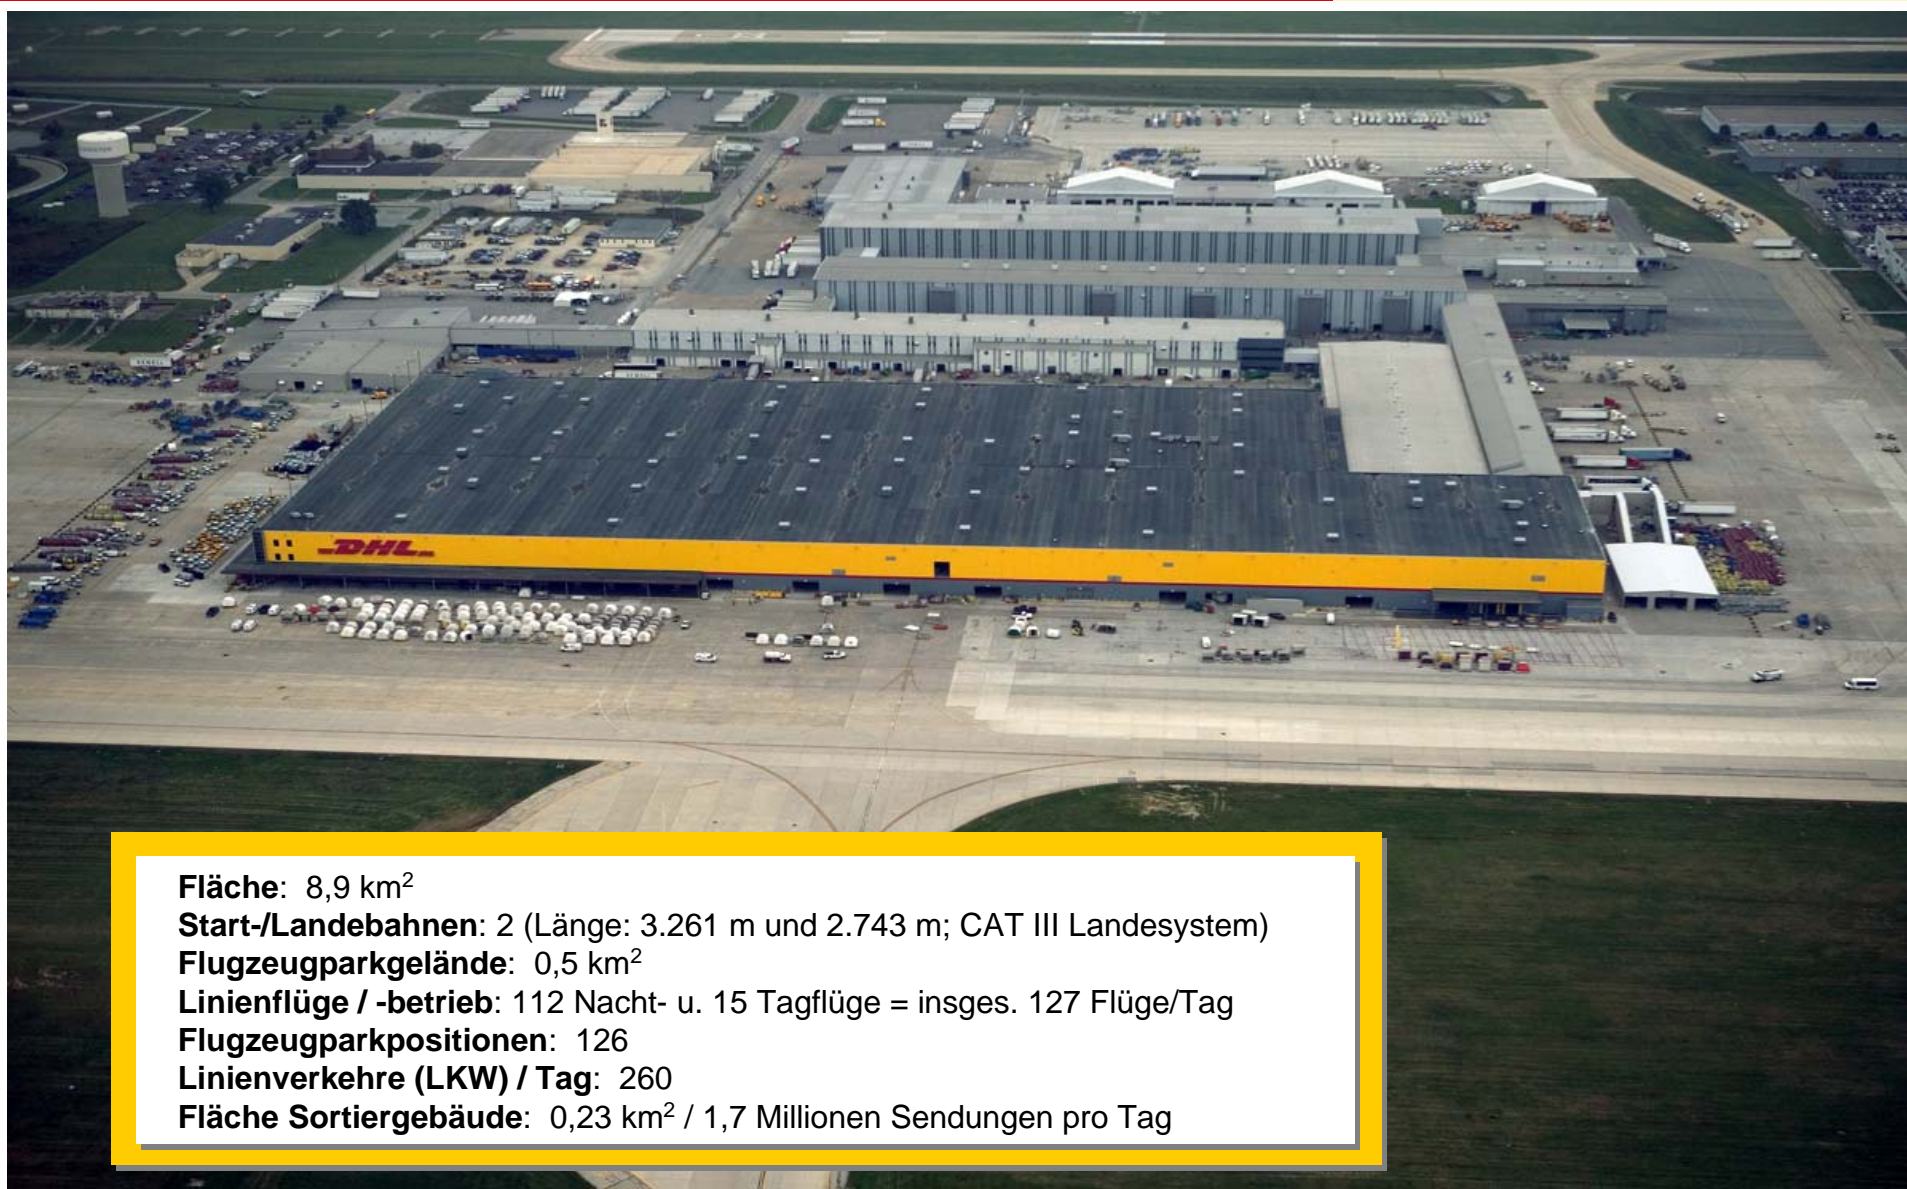 DHL
Fläche: 8,9 km²
Start-/Landebahnen: 2 (Länge: 3.261 m und 2.743 m; CAT III Landesystem)
Flugzeugparkgelände: 0,5 km²
Linienflüge / -betrieb: 112 Nacht- u. 15 Tagflüge = insges. 127 Flüge/Tag
Flugzeugparkpositionen: 126
Linienverkehre (LKW) / Tag: 260
Fläche Sortiergebäude: 0,23 km² / 1,7 Millionen Sendungen pro Tag